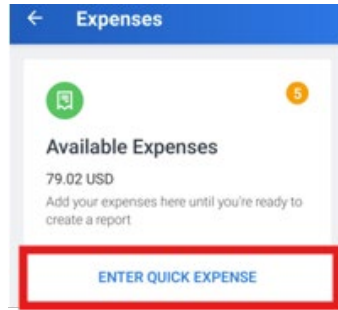 Expenses
5
Available Expenses
79.02 USD
Add your expenses here until you're ready to
create a report
ENTER QUICK EXPENSE